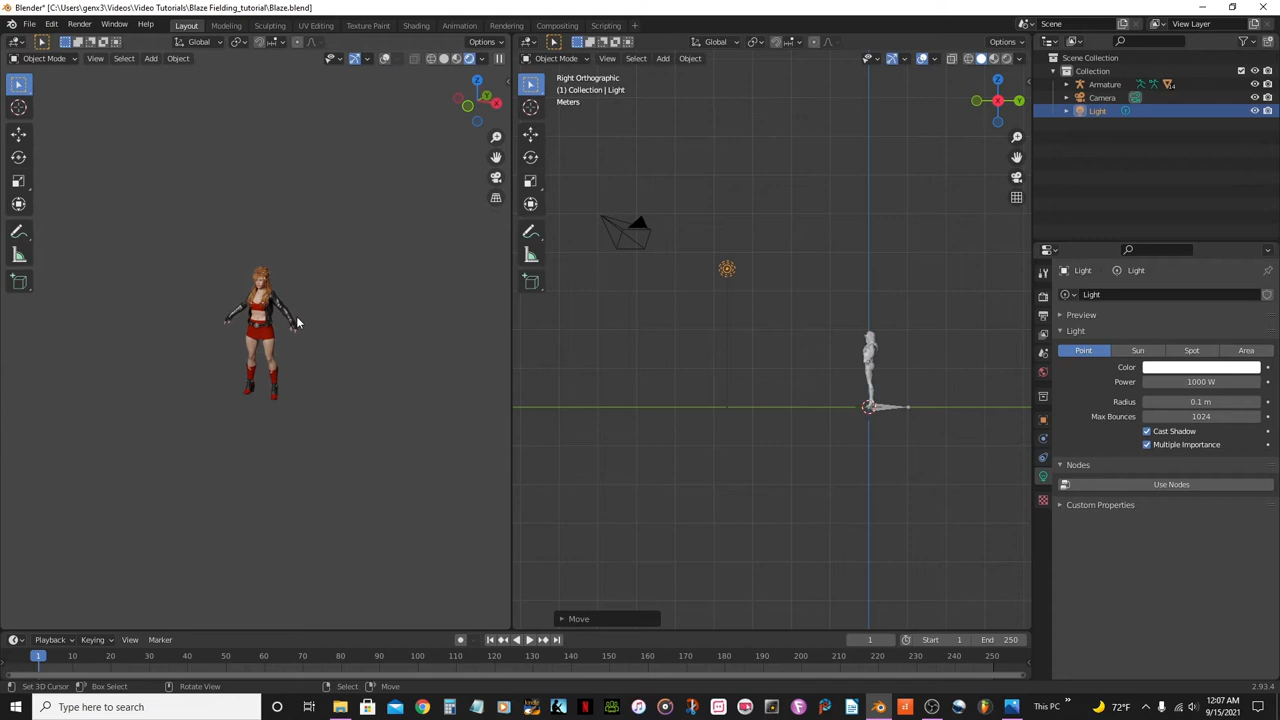 Blender* [C:\Users\genx3\Videos\Video Tutorials\Blaze Fielding_tutorial\Blaze.blend]
File Edit Render Window Help Layout Modeling Sculpting UV Editing Texture Paint Shading Animation Rendering Compositing Scripting + Scene View Layer
Global Options Global Options
Object Mode View Select Add Object Object Mode View Select Add Object
Scene Collection
Collection
Armature 14
Camera
Light
Z
Y
X
Right Orthographic
(1) Collection | Light
Meters
Z
Y
X
Light Light
Light
Preview
Light
Point Sun Spot Area
Color
Power 1000 W
Radius 0.1 m
Max Bounces 1024
Cast Shadow
Multiple Importance
Nodes
Use Nodes
Custom Properties
Move
Playback Keying View Marker 1 Start 1 End 250
1 10 20 30 40 50 60 70 80 90 100 110 120 130 140 150 160 170 180 190 200 210 220 230 240 250
Set 3D Cursor Box Select Rotate View Select Move 2.93.4
Type here to search
This PC
72°F
12:07 AM
9/15/2021